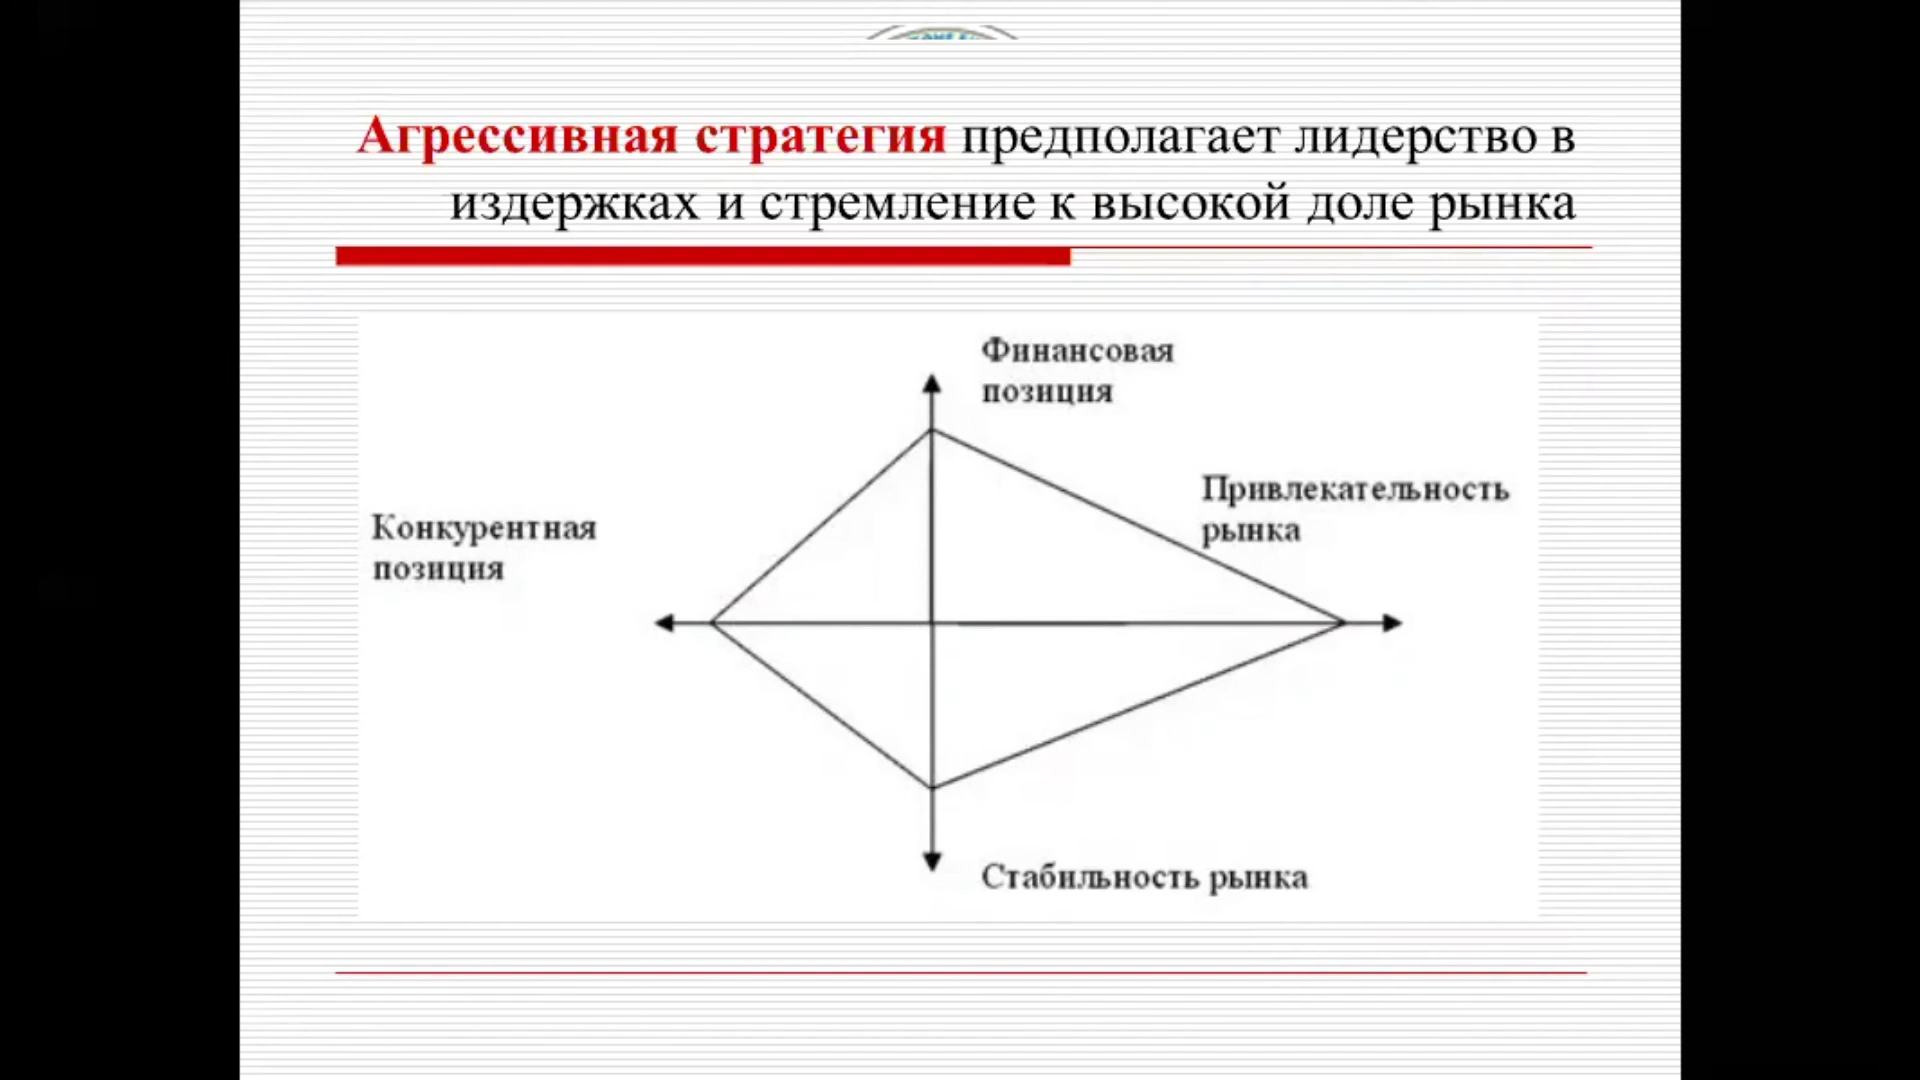 Агрессивная стратегия предполагает лидерство в
издержках и стремление к высокой доле рынка
Финансовая
позиция
Привлекательность
рынка
Конкурентная
позиция
Стабильность рынка